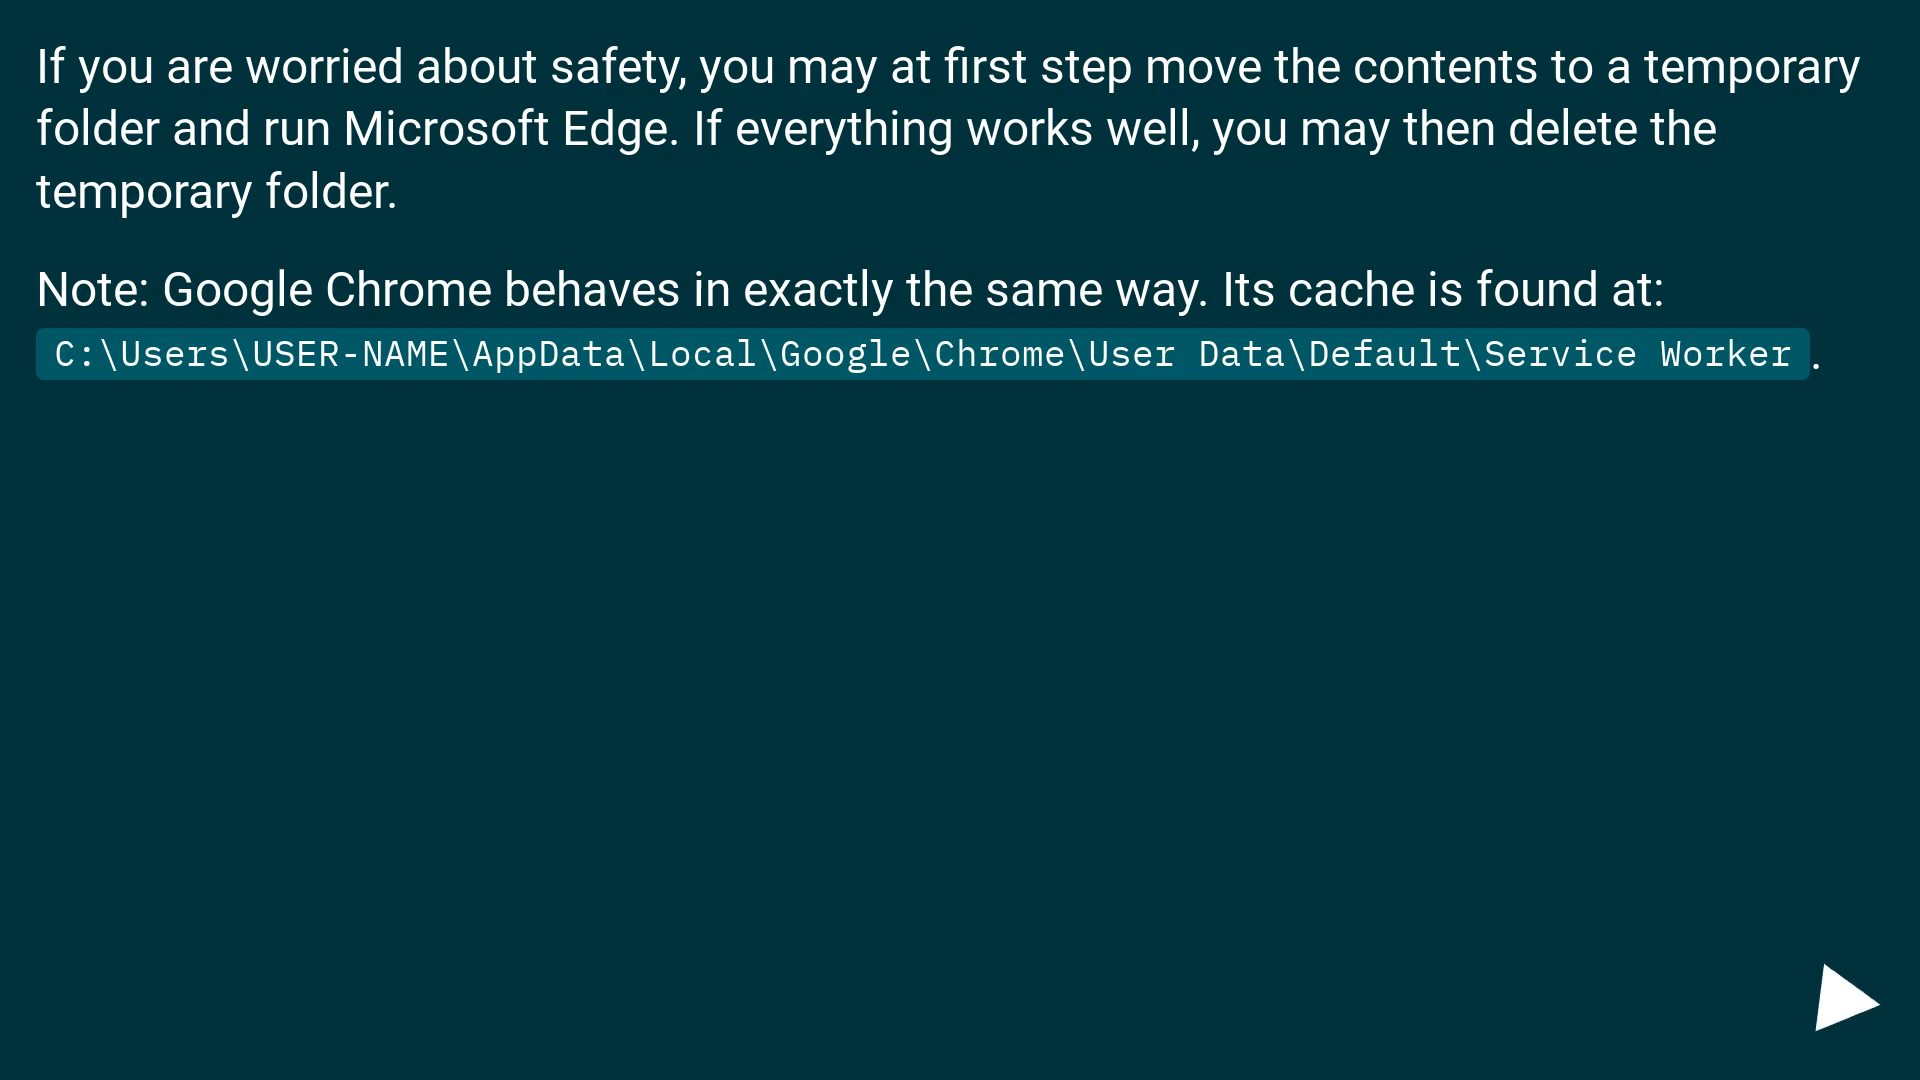 If you are worried about safety, you may at first step move the contents to a temporary
folder and run Microsoft Edge. If everything works well, you may then delete the
temporary folder.
Note: Google Chrome behaves in exactly the same way. Its cache is found at:
C:\Users\USER-NAME\AppData\Local\Google\Chrome\User Data\Default\Service Worker.